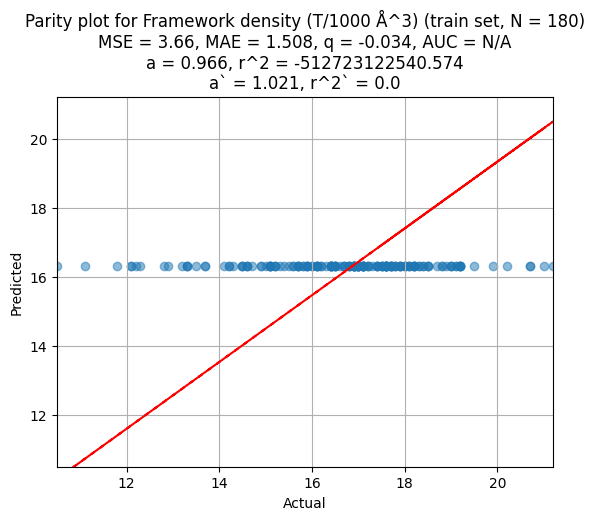 Parity plot for Framework density (T/1000 Å^3) (train set, N = 180)
MSE = 3.66, MAE = 1.508, q = -0.034, AUC = N/A
a = 0.966, r^2 = -512723122540.574
a` = 1.021, r^2` = 0.0
20
18
16
14
12
Predicted
12 14 16 18 20
Actual